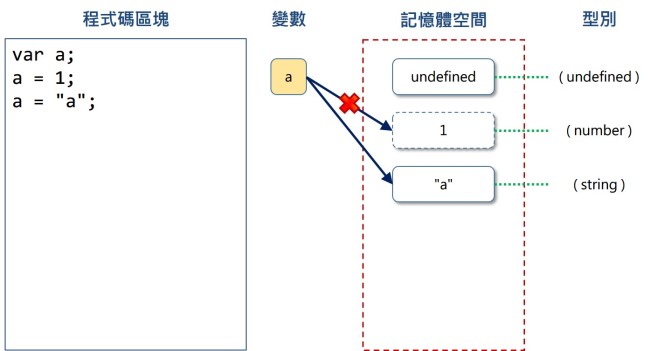 程式碼區塊 變數 記憶體空間 型別
var a;
a = 1;
a = "a";
a
undefined (undefined)
1 (number)
"a" (string)